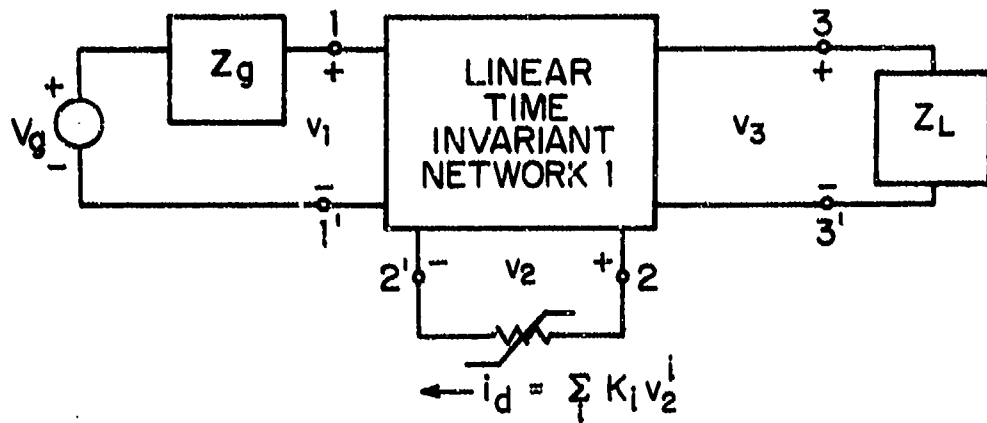 1
3
+
+
Zg
LINEAR
TIME
INVARIANT
NETWORK 1
ZL
+
Vg
-
v1
v3
-
1'
-
3'
2'
-
v2
+
2
← id = Σi Ki v2^i